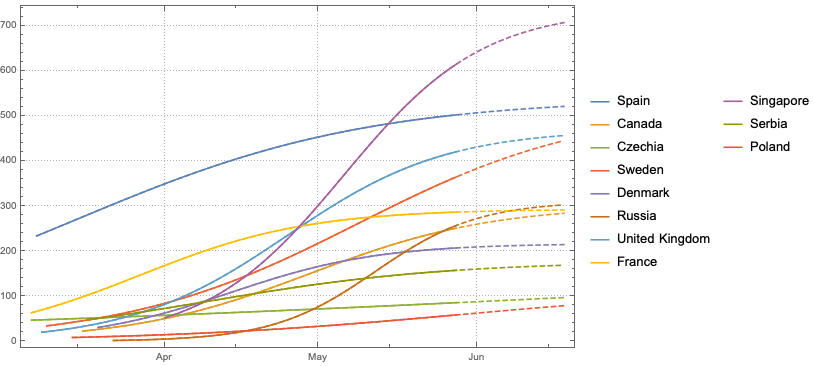 700
600
500
400
300
200
100
0
Apr
May
Jun
Spain
Canada
Czechia
Sweden
Denmark
Russia
United Kingdom
France
Singapore
Serbia
Poland